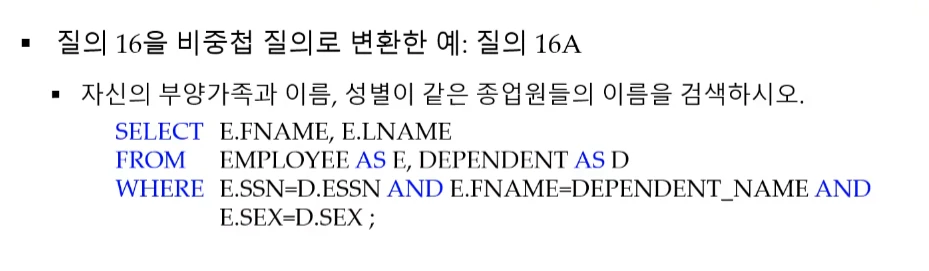 ▪ 질의 16을 비중첩 질의로 변환한 예: 질의 16A
▪ 자신의 부양가족과 이름, 성별이 같은 종업원들의 이름을 검색하시오.
SELECT E.FNAME, E.LNAME
FROM EMPLOYEE AS E, DEPENDENT AS D
WHERE E.SSN=D.ESSN AND E.FNAME=DEPENDENT_NAME AND
E.SEX=D.SEX ;